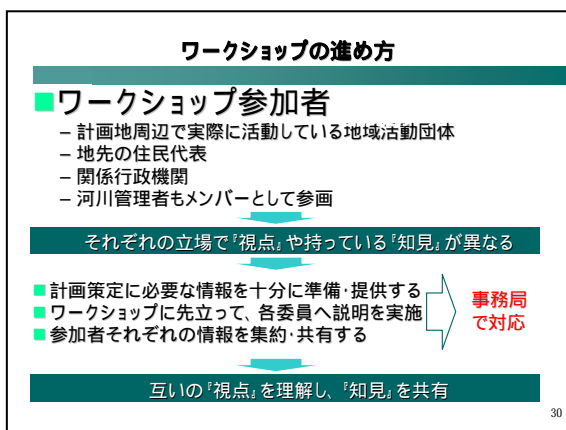 ワークショップの進め方
■ワークショップ参加者
– 計画地周辺で実際に活動している地域活動団体
– 地先の住民代表
– 関係行政機関
– 河川管理者もメンバーとして参画
それぞれの立場で『視点』や持っている『知見』が異なる
■計画策定に必要な情報を十分に準備・提供する
■ワークショップに先立って、各委員へ説明を実施
■参加者それぞれの情報を集約・共有する
事務局
で対応
互いの『視点』を理解し、『知見』を共有
30